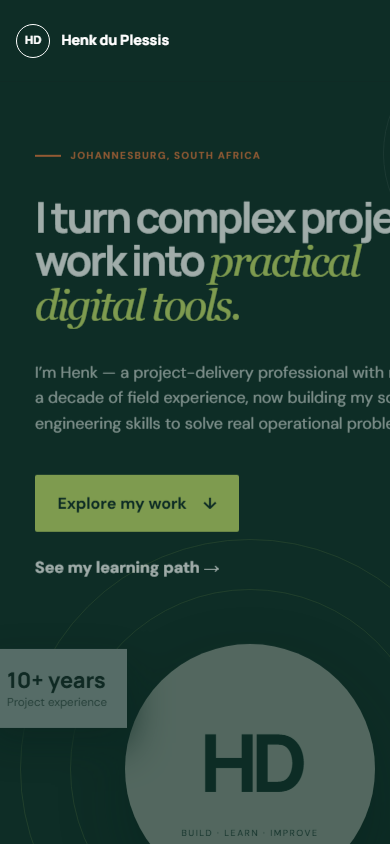 HD
Henk du Plessis
JOHANNESBURG, SOUTH AFRICA
I turn complex proje
work into practical
digital tools.
I'm Henk — a project-delivery professional with
a decade of field experience, now building my so
engineering skills to solve real operational proble
Explore my work ↓
See my learning path →
10+ years
Project experience
HD
BUILD · LEARN · IMPROVE